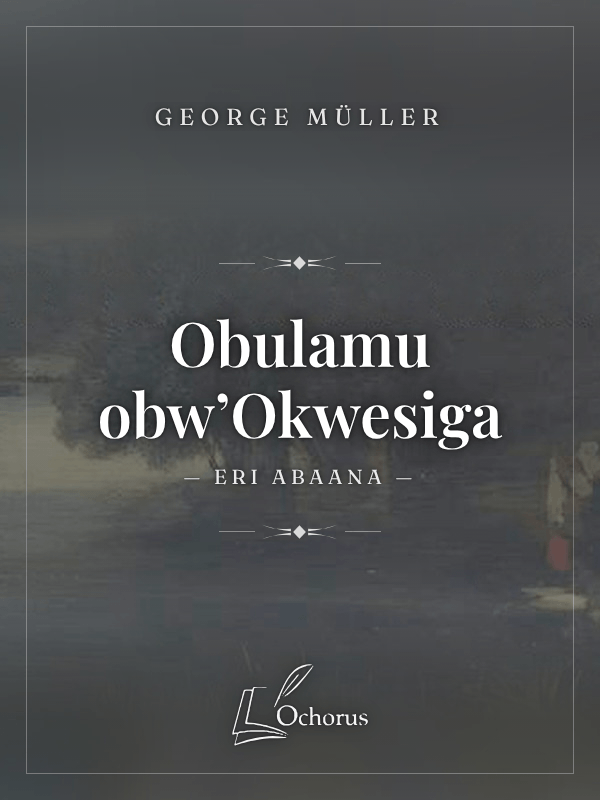 GEORGE MÜLLER
Obulamu
obw’Okwesiga
— ERI ABAANA —
Ochorus